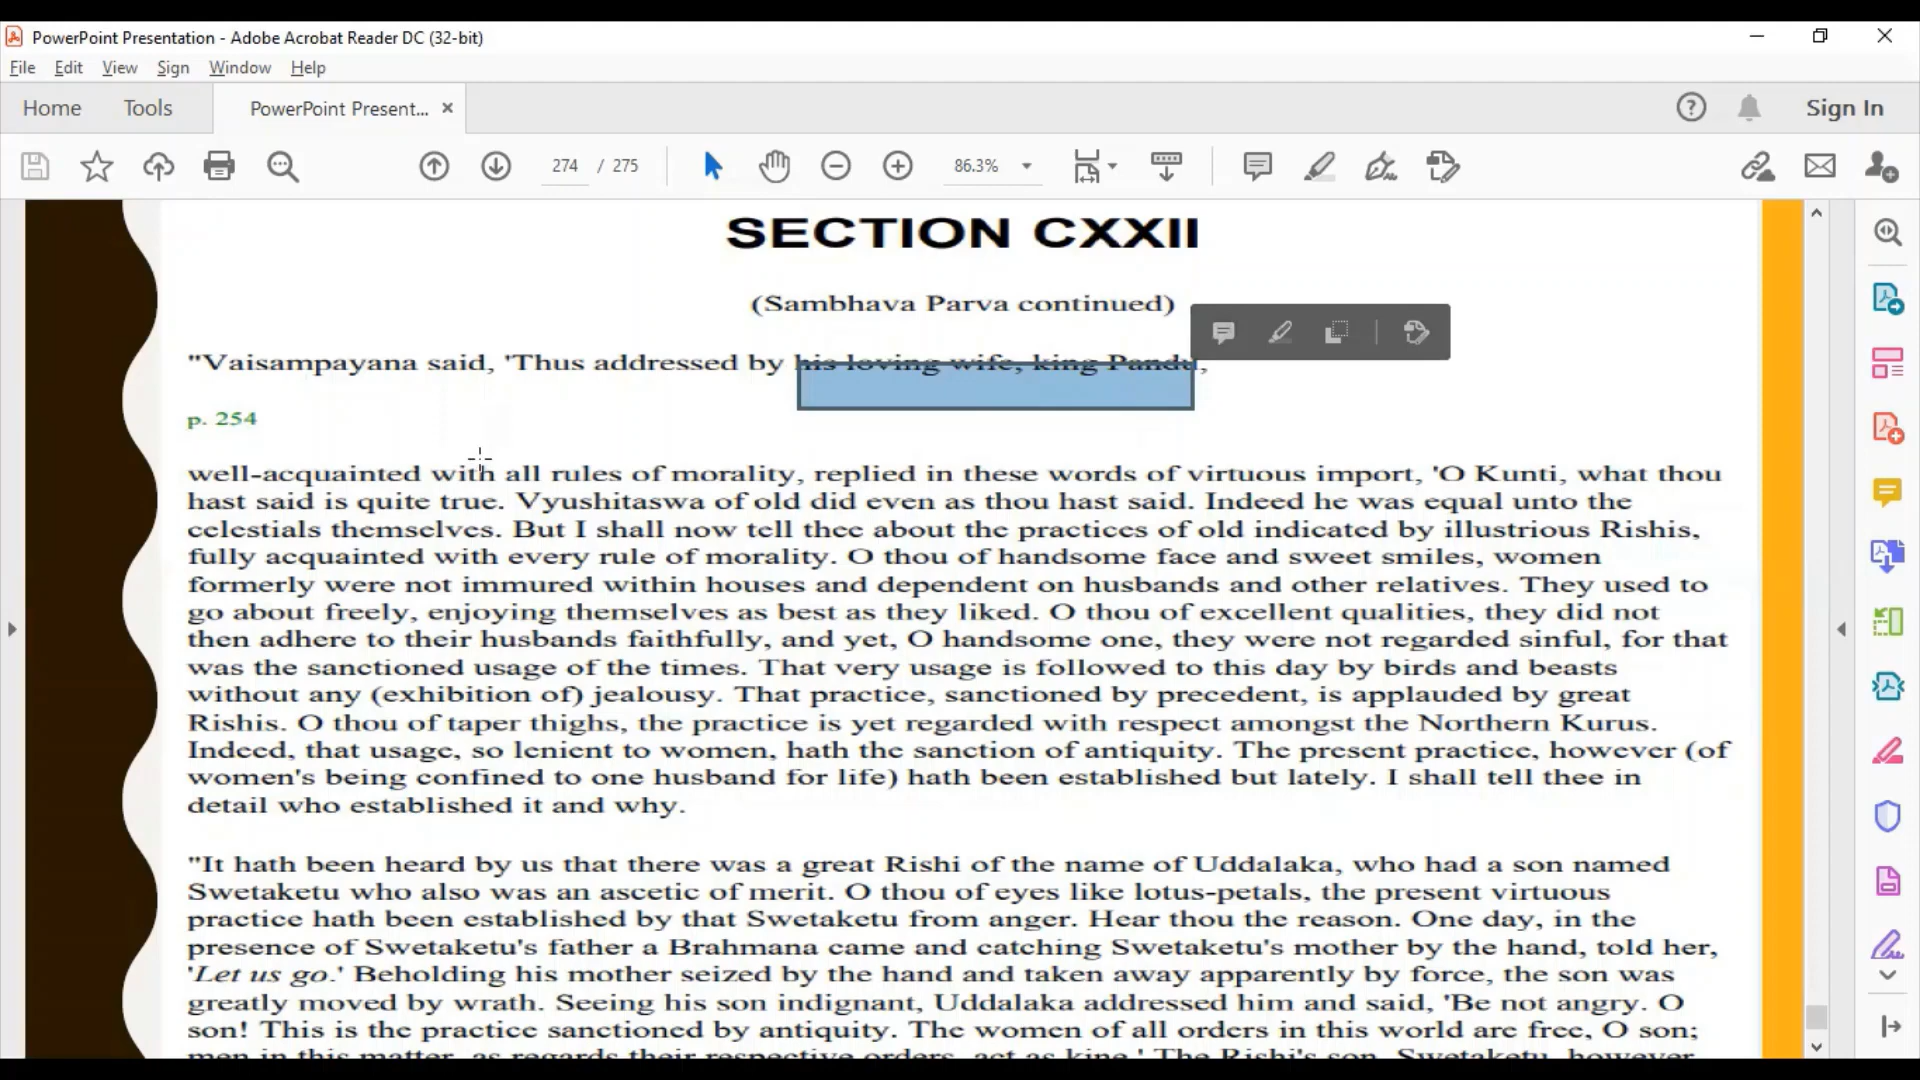 PowerPoint Presentation - Adobe Acrobat Reader DC (32-bit)
File Edit View Sign Window Help
Home Tools PowerPoint Present... × Sign In
274 / 275 86.3%
SECTION CXXII
(Sambhava Parva continued)
"Vaisampayana said, 'Thus addressed by his loving wife, king Pandu,
p. 254
well-acquainted with all rules of morality, replied in these words of virtuous import, 'O Kunti, what thou
hast said is quite true. Vyushitaswa of old did even as thou hast said. Indeed he was equal unto the
celestials themselves. But I shall now tell thee about the practices of old indicated by illustrious Rishis,
fully acquainted with every rule of morality. O thou of handsome face and sweet smiles, women
formerly were not immured within houses and dependent on husbands and other relatives. They used to
go about freely, enjoying themselves as best as they liked. O thou of excellent qualities, they did not
then adhere to their husbands faithfully, and yet, O handsome one, they were not regarded sinful, for that
was the sanctioned usage of the times. That very usage is followed to this day by birds and beasts
without any (exhibition of) jealousy. That practice, sanctioned by precedent, is applauded by great
Rishis. O thou of taper thighs, the practice is yet regarded with respect amongst the Northern Kurus.
Indeed, that usage, so lenient to women, hath the sanction of antiquity. The present practice, however (of
women's being confined to one husband for life) hath been established but lately. I shall tell thee in
detail who established it and why.
"It hath been heard by us that there was a great Rishi of the name of Uddalaka, who had a son named
Swetaketu who also was an ascetic of merit. O thou of eyes like lotus-petals, the present virtuous
practice hath been established by that Swetaketu from anger. Hear thou the reason. One day, in the
presence of Swetaketu's father a Brahmana came and catching Swetaketu's mother by the hand, told her,
'Let us go.' Beholding his mother seized by the hand and taken away apparently by force, the son was
greatly moved by wrath. Seeing his son indignant, Uddalaka addressed him and said, 'Be not angry. O
son! This is the practice sanctioned by antiquity. The women of all orders in this world are free, O son;
men in this matter, as regards their respective orders, act as kine.' The Rishi's son, Swetaketu, however